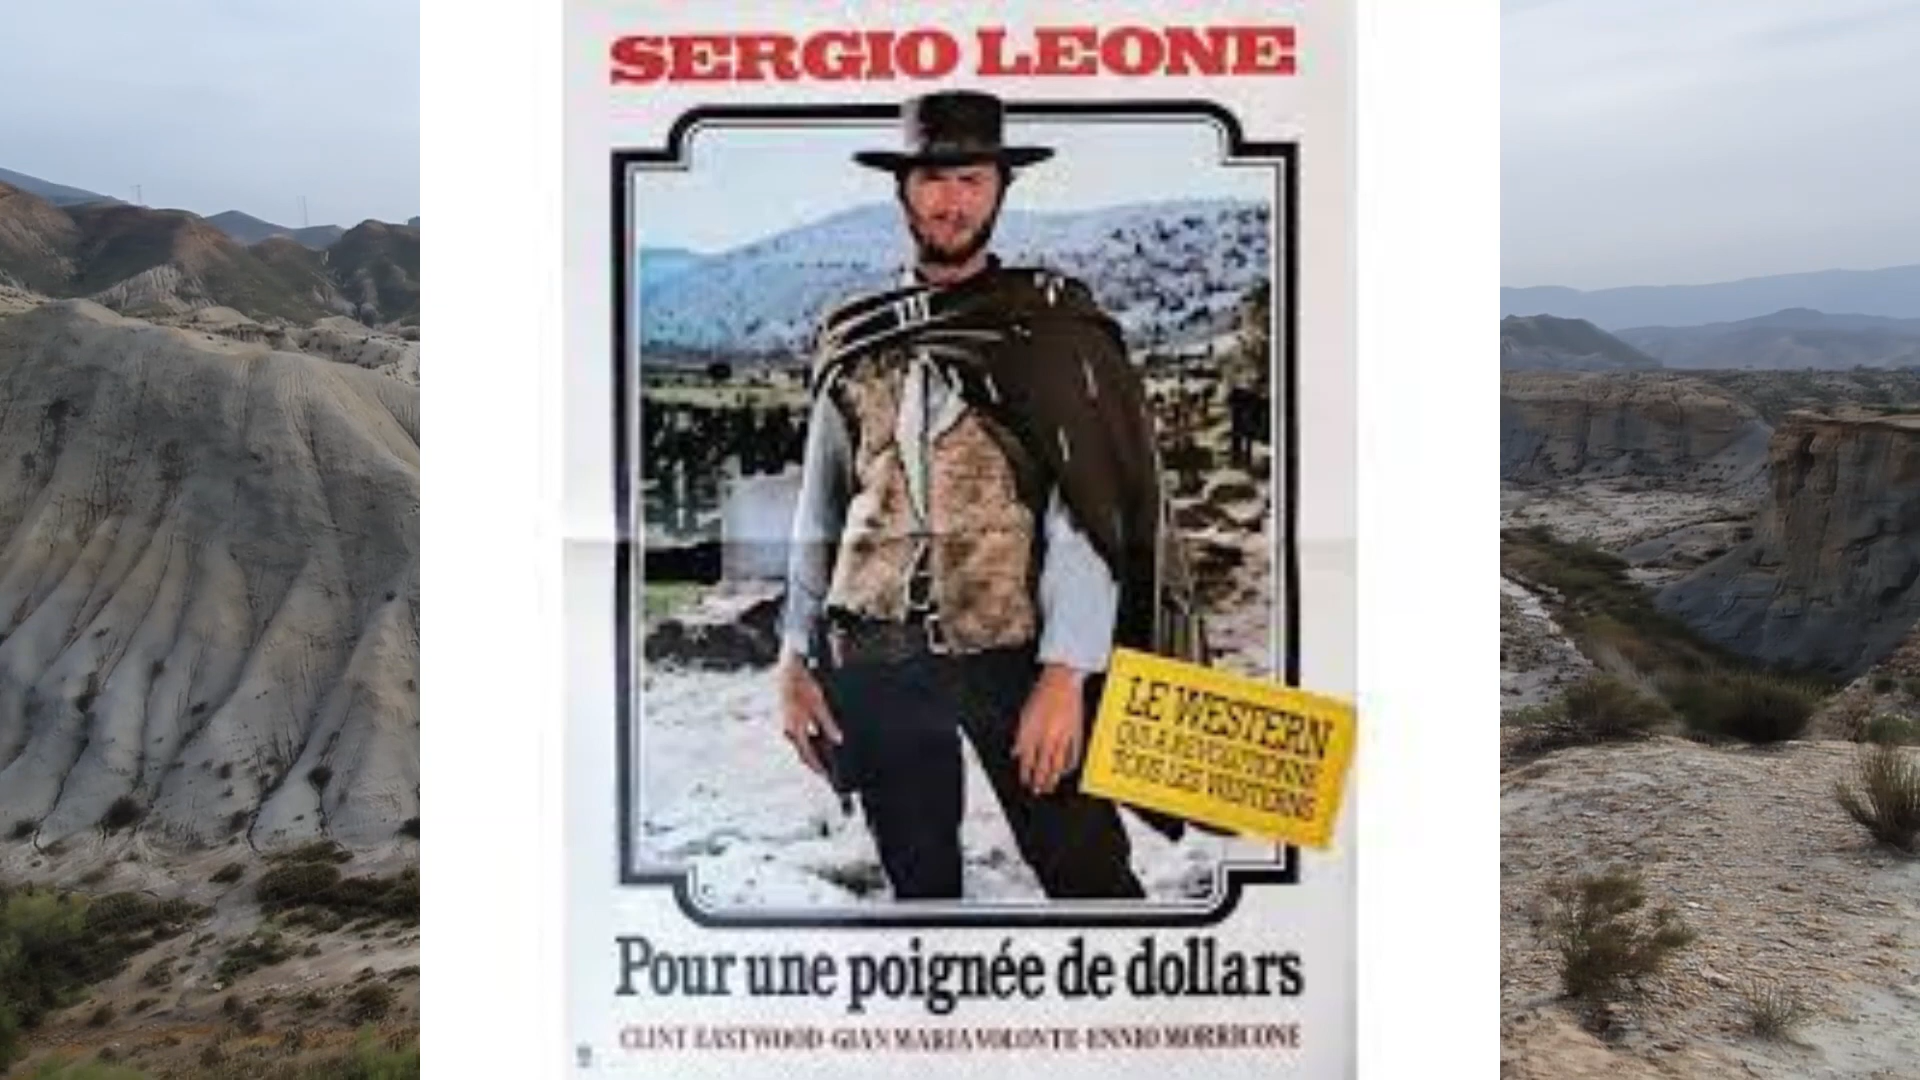 SERGIO LEONE
LE WESTERN
QUI A REVOLUTIONNE
TOUS LES WESTERNS
Pour une poignée de dollars
CLINT EASTWOOD-GIAN MARIA VOLONTE-ENNIO MORRICONE